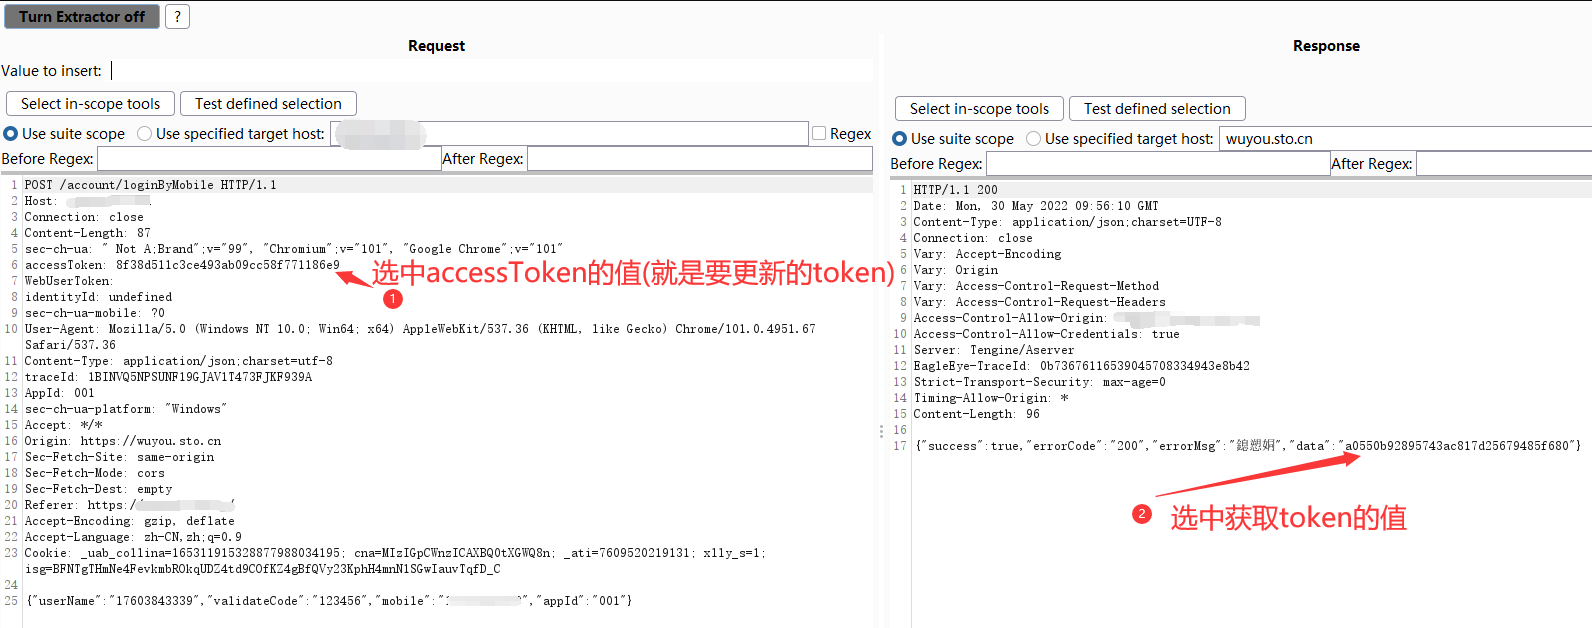 Turn Extractor off
?
Request
Value to insert:
Select in-scope tools
Test defined selection
Use suite scope
Use specified target host:
Regex
Before Regex:
After Regex:
1 POST /account/loginByMobile HTTP/1.1
2 Host:
3 Connection: close
4 Content-Length: 87
5 sec-ch-ua: " Not A;Brand";v="99", "Chromium";v="101", "Google Chrome";v="101"
6 accessToken: 8f38d511c3ce493ab09cc58f771186e9
7 WebUserToken:
8 identityId: undefined
9 sec-ch-ua-mobile: ?0
10 User-Agent: Mozilla/5.0 (Windows NT 10.0; Win64; x64) AppleWebKit/537.36 (KHTML, like Gecko) Chrome/101.0.4951.67
Safari/537.36
11 Content-Type: application/json;charset=utf-8
12 traceId: 1BINVQ5NPSUNF19GJAV1T473FJKF939A
13 AppId: 001
14 sec-ch-ua-platform: "Windows"
15 Accept: */*
16 Origin: https://wuyou.sto.cn
17 Sec-Fetch-Site: same-origin
18 Sec-Fetch-Mode: cors
19 Sec-Fetch-Dest: empty
20 Referer: https:/
21 Accept-Encoding: gzip, deflate
22 Accept-Language: zh-CN,zh;q=0.9
23 Cookie: _uab_collina=165311915328877988034195; cna=MIzIGpCWnzICAXBQ0tXGWQ8n; _ati=7609520219131; xlly_s=1;
isg=BFNTgTHmNe4FevkmbROkqUDZ4td9COfKZ4gBfQVy23KphH4mnN1SGwIauvTqfD_C
24
25 {"userName":"17603843339","validateCode":"123456","mobile":"1 ","appId":"001"}
选中accessToken的值(就是要更新的token)
1
Response
Select in-scope tools
Test defined selection
Use suite scope
Use specified target host:
wuyou.sto.cn
Before Regex:
After Regex:
1 HTTP/1.1 200
2 Date: Mon, 30 May 2022 09:56:10 GMT
3 Content-Type: application/json;charset=UTF-8
4 Connection: close
5 Vary: Accept-Encoding
6 Vary: Origin
7 Vary: Access-Control-Request-Method
8 Vary: Access-Control-Request-Headers
9 Access-Control-Allow-Origin:
10 Access-Control-Allow-Credentials: true
11 Server: Tengine/Aserver
12 EagleEye-TraceId: 0b73676116539045708334943e8b42
13 Strict-Transport-Security: max-age=0
14 Timing-Allow-Origin: *
15 Content-Length: 96
16
17 {"success":true,"errorCode":"200","errorMsg":"","data":"a0550b92895743ac817d25679485f680"}
2
选中获取token的值